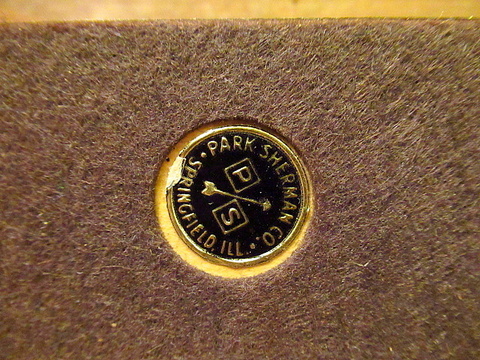 PARK SHERMAN CO.
SPRINGFIELD, ILL.
P
S